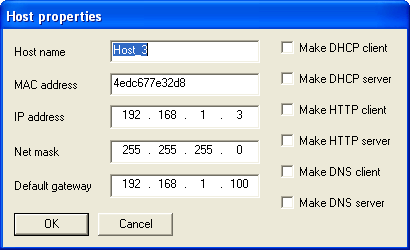 Host properties
Host name
Host_3
MAC address
4edc677e32d8
IP address
192 . 168 . 1 . 3
Net mask
255 . 255 . 255 . 0
Default gateway
192 . 168 . 1 . 100
Make DHCP client
Make DHCP server
Make HTTP client
Make HTTP server
Make DNS client
Make DNS server
OK
Cancel